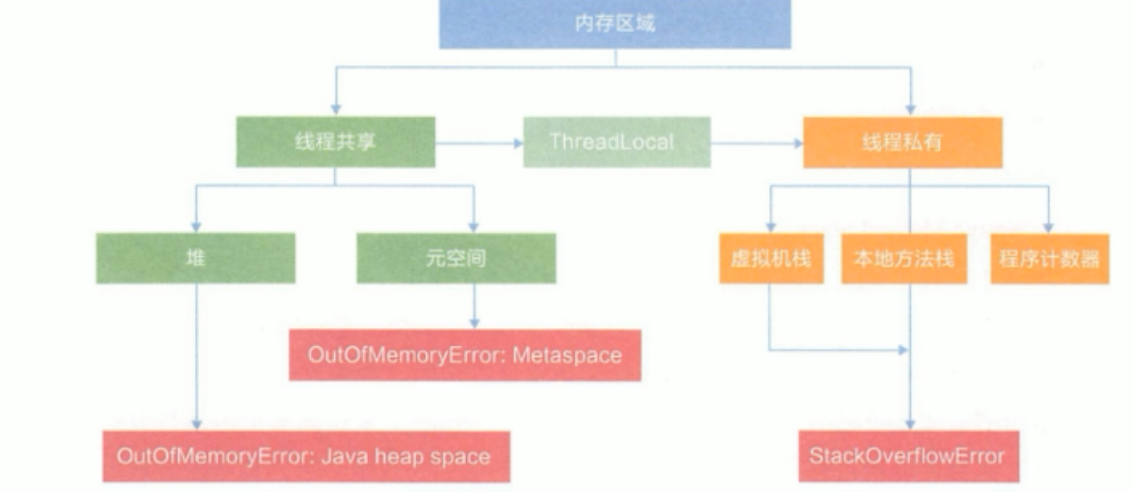 内存区域
线程共享
ThreadLocal
线程私有
堆
元空间
虚拟机栈
本地方法栈
程序计数器
OutOfMemoryError: Metaspace
OutOfMemoryError: Java heap space
StackOverflowError